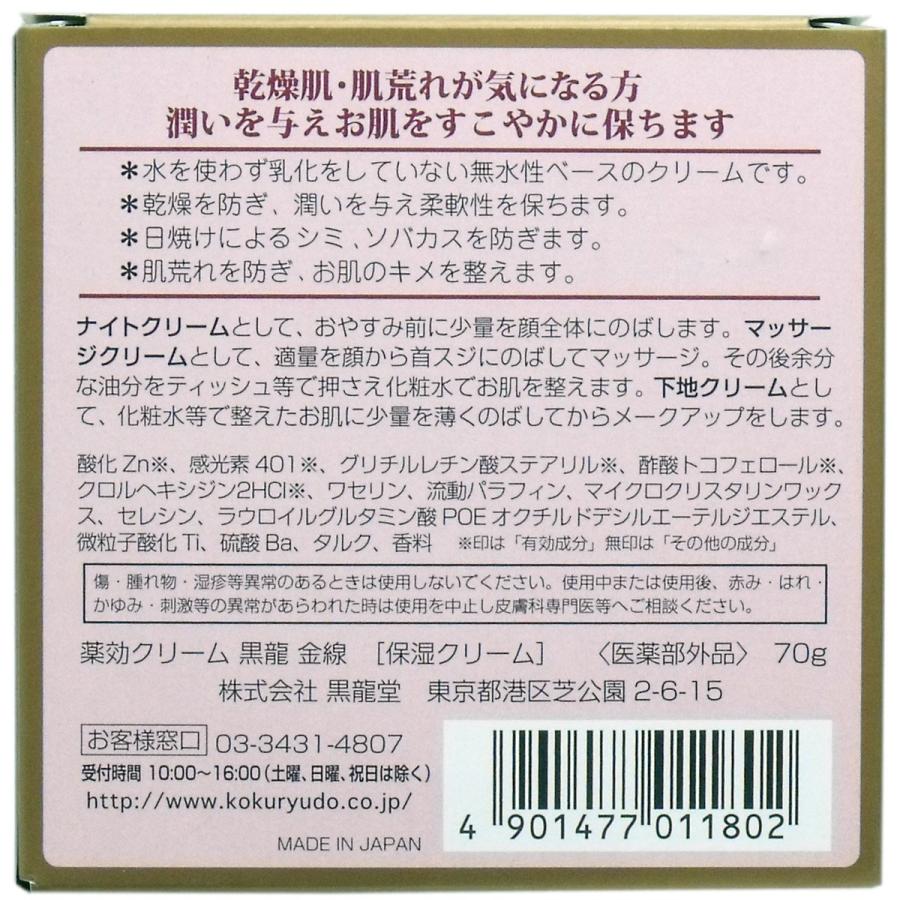 乾燥肌・肌荒れが気になる方
潤いを与えお肌をすこやかに保ちます
＊水を使わず乳化をしていない無水性ベースのクリームです。
＊乾燥を防ぎ、潤いを与え柔軟性を保ちます。
＊日焼けによるシミ、ソバカスを防ぎます。
＊肌荒れを防ぎ、お肌のキメを整えます。
ナイトクリームとして、おやすみ前に少量を顔全体にのばします。マッサー
ジクリームとして、適量を顔から首スジにのばしてマッサージ。その後余分
な油分をティッシュ等で押さえ化粧水でお肌を整えます。下地クリームとし
て、化粧水等で整えたお肌に少量を薄くのばしてからメークアップをします。
酸化Zn※、感光素401※、グリチルレチン酸ステアリル※、酢酸トコフェロール※、
クロルヘキシジン2HCl※、ワセリン、流動パラフィン、マイクロクリスタリンワック
ス、セレシン、ラウロイルグルタミン酸POEオクチルドデシルエーテルジエステル、
微粒子酸化Ti、硫酸Ba、タルク、香料 ※印は「有効成分」無印は「その他の成分」
傷・腫れ物・湿疹等異常のあるときは使用しないでください。使用中または使用後、赤み・はれ・
かゆみ・刺激等の異常があらわれた時は使用を中止し皮膚科専門医等へご相談ください。
薬効クリーム 黒龍 金線 ［保湿クリーム］ 〈医薬部外品〉 70g
株式会社 黒龍堂 東京都港区芝公園2-6-15
お客様窓口 03-3431-4807
受付時間 10:00～16:00（土曜、日曜、祝日は除く）
http://www.kokuryudo.co.jp/
MADE IN JAPAN
4 901477 011802